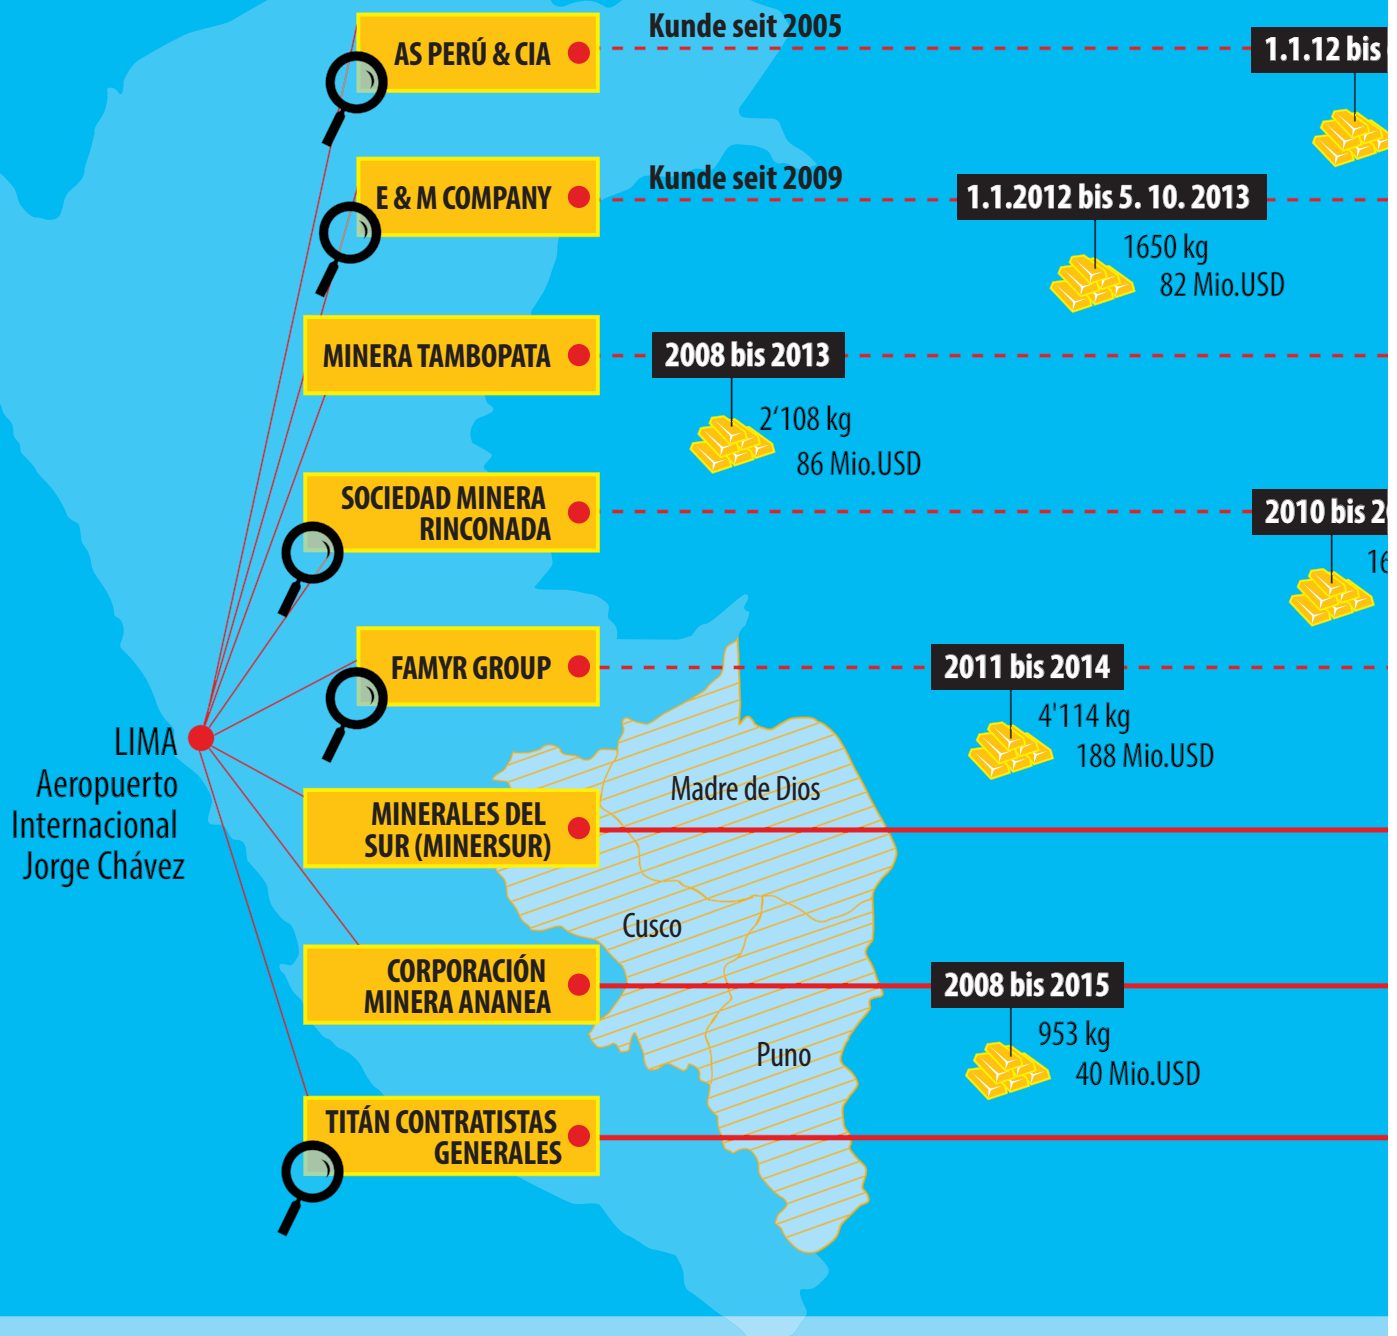 AS PERÚ & CIA
Kunde seit 2005
1.1.12 bis
E & M COMPANY
Kunde seit 2009
1.1.2012 bis 5. 10. 2013
1650 kg
82 Mio.USD
MINERA TAMBOPATA
2008 bis 2013
2‘108 kg
86 Mio.USD
SOCIEDAD MINERA
RINCONADA
2010 bis
FAMYR GROUP
2011 bis 2014
4'114 kg
188 Mio.USD
LIMA
Aeropuerto
Internacional
Jorge Chávez
Madre de Dios
MINERALES DEL
SUR (MINERSUR)
Cusco
CORPORACIÓN
MINERA ANANEA
2008 bis 2015
953 kg
40 Mio.USD
Puno
TITÁN CONTRATISTAS
GENERALES